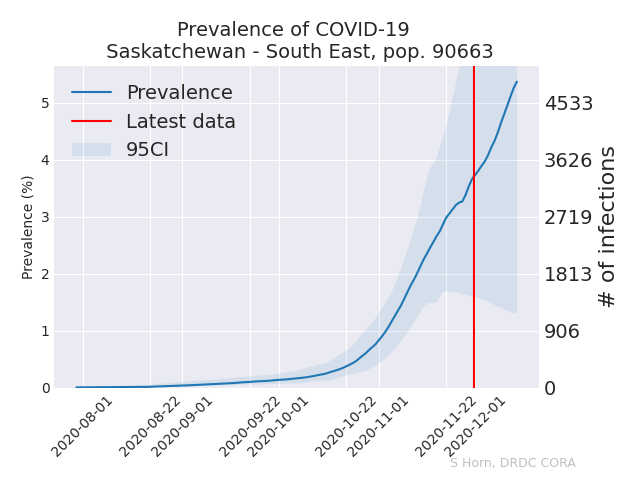 Prevalence of COVID-19
Saskatchewan - South East, pop. 90663
Prevalence
Latest data
95CI
5
4
3
2
1
0
Prevalence (%)
4533
3626
2719
1813
906
0
# of infections
2020-08-01
2020-08-22
2020-09-01
2020-09-22
2020-10-01
2020-10-22
2020-11-01
2020-11-22
2020-12-01
S Horn, DRDC CORA